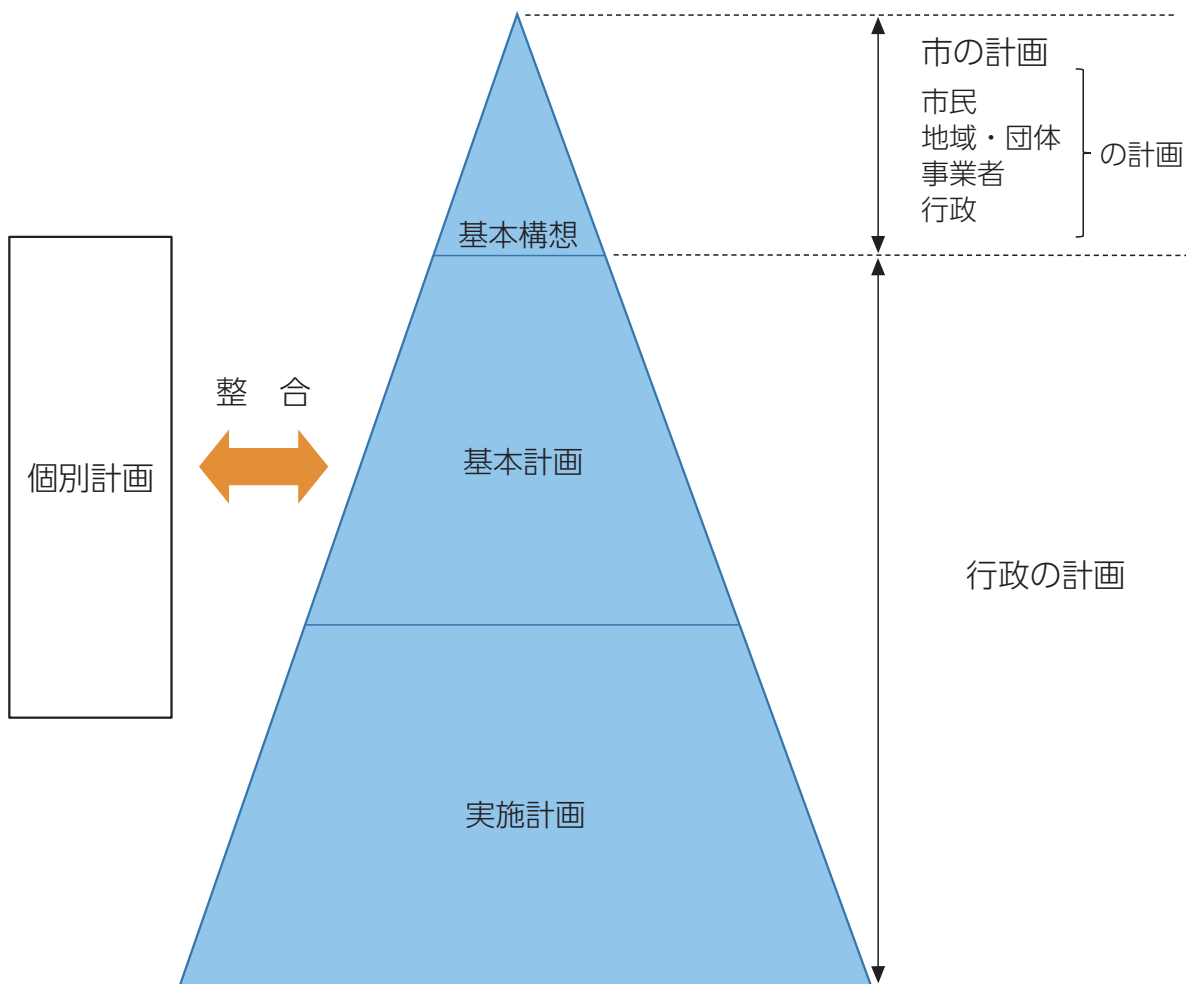 市の計画
市民
地域・団体
事業者
行政
の計画
基本構想
整　合
個別計画
基本計画
行政の計画
実施計画